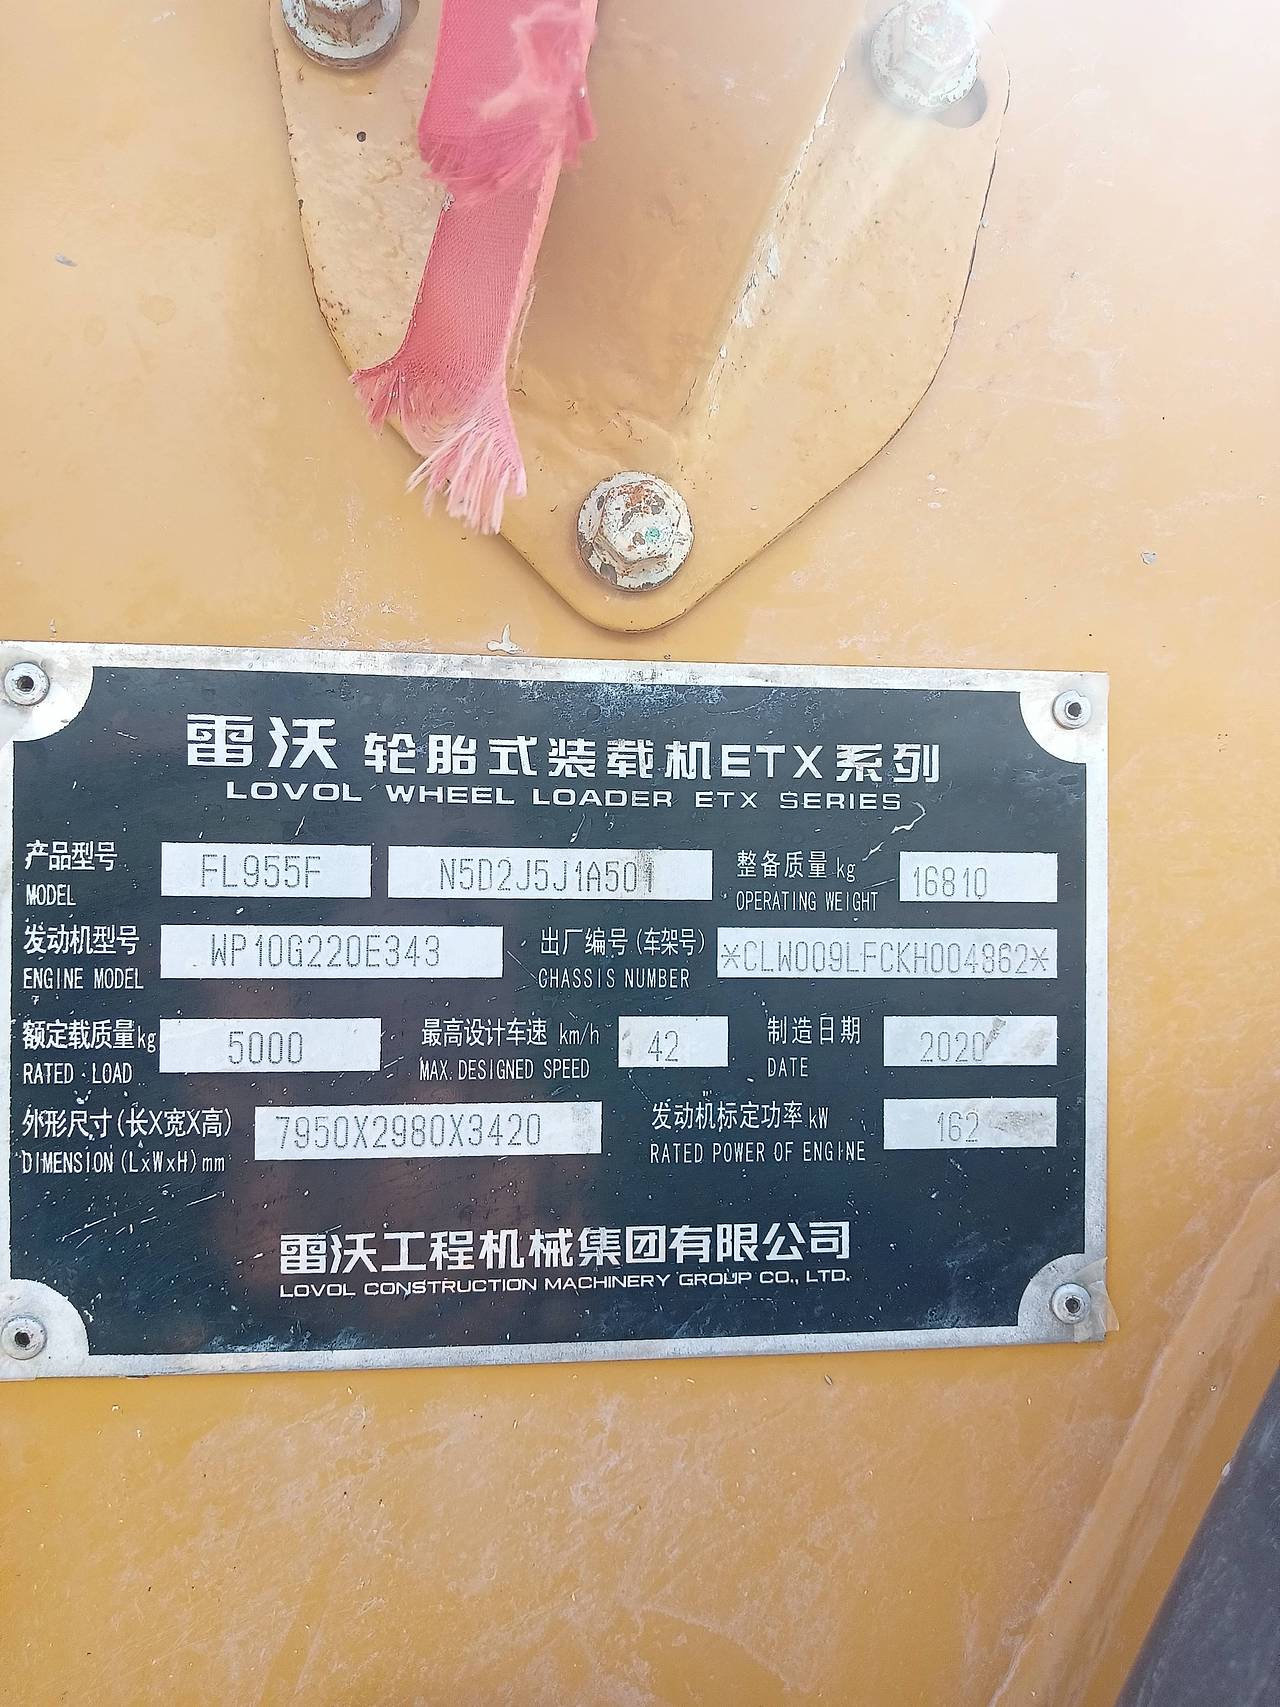 雷沃 轮胎式装载机ETX系列
LOVOL WHEEL LOADER ETX SERIES
产品型号 FL955F N5D2J5J1A501 整备质量 kg 16810
MODEL OPERATING WEIGHT
发动机型号 WP10G220E343 出厂编号(车架号) *CLW009LFCKH004862*
ENGINE MODEL CHASSIS NUMBER
额定载质量kg 5000 最高设计车速 km/h 42 制造日期 2020
RATED LOAD MAX.DESIGNED SPEED DATE
外形尺寸(长X宽X高) 7950X2980X3420 发动机标定功率 kW 162
DIMENSION(LxWxH)mm RATED POWER OF ENGINE
雷沃工程机械集团有限公司
LOVOL CONSTRUCTION MACHINERY GROUP CO., LTD.